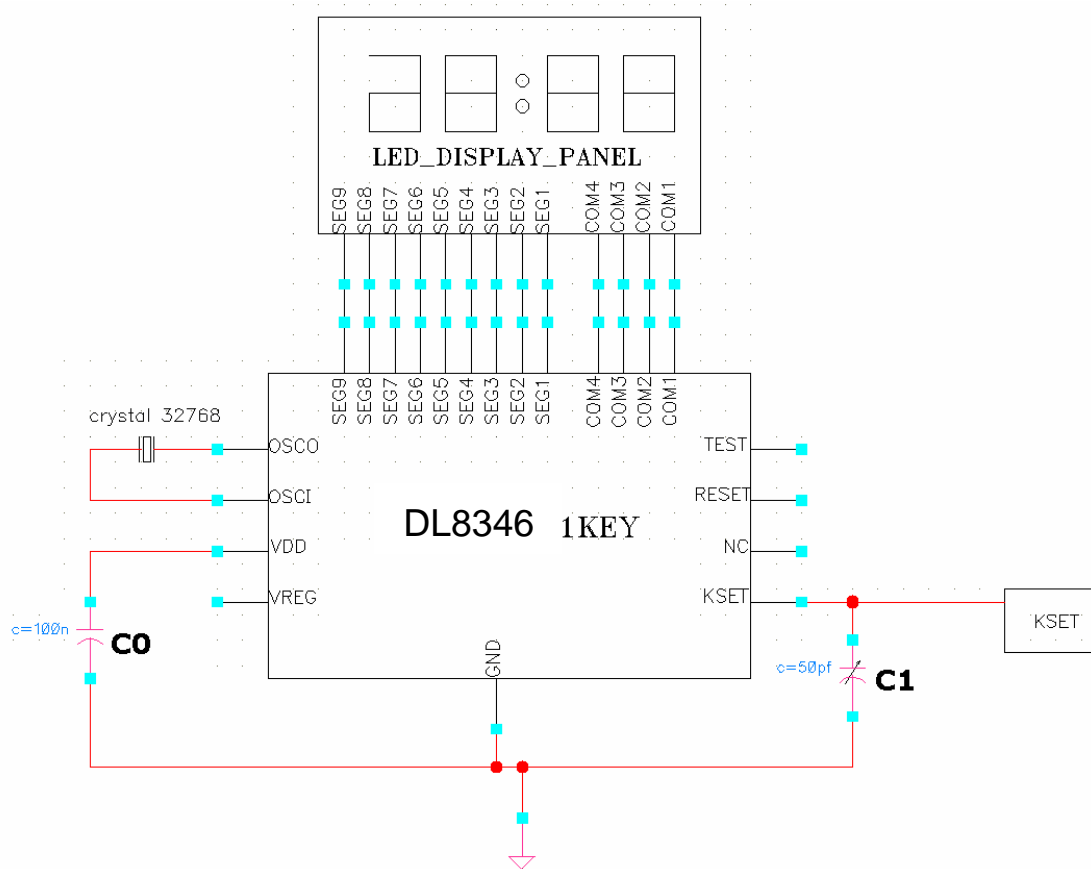 LED_DISPLAY_PANEL
SEG9 SEG8 SEG7 SEG6 SEG5 SEG4 SEG3 SEG2 SEG1 COM4 COM3 COM2 COM1
SEG9 SEG8 SEG7 SEG6 SEG5 SEG4 SEG3 SEG2 SEG1 COM4 COM3 COM2 COM1
crystal 32768
OSCO
TEST
OSCI
RESET
DL8346 1KEY
VDD
NC
VREG
KSET
KSET
c=100n
C0
GND
c=50pf
C1